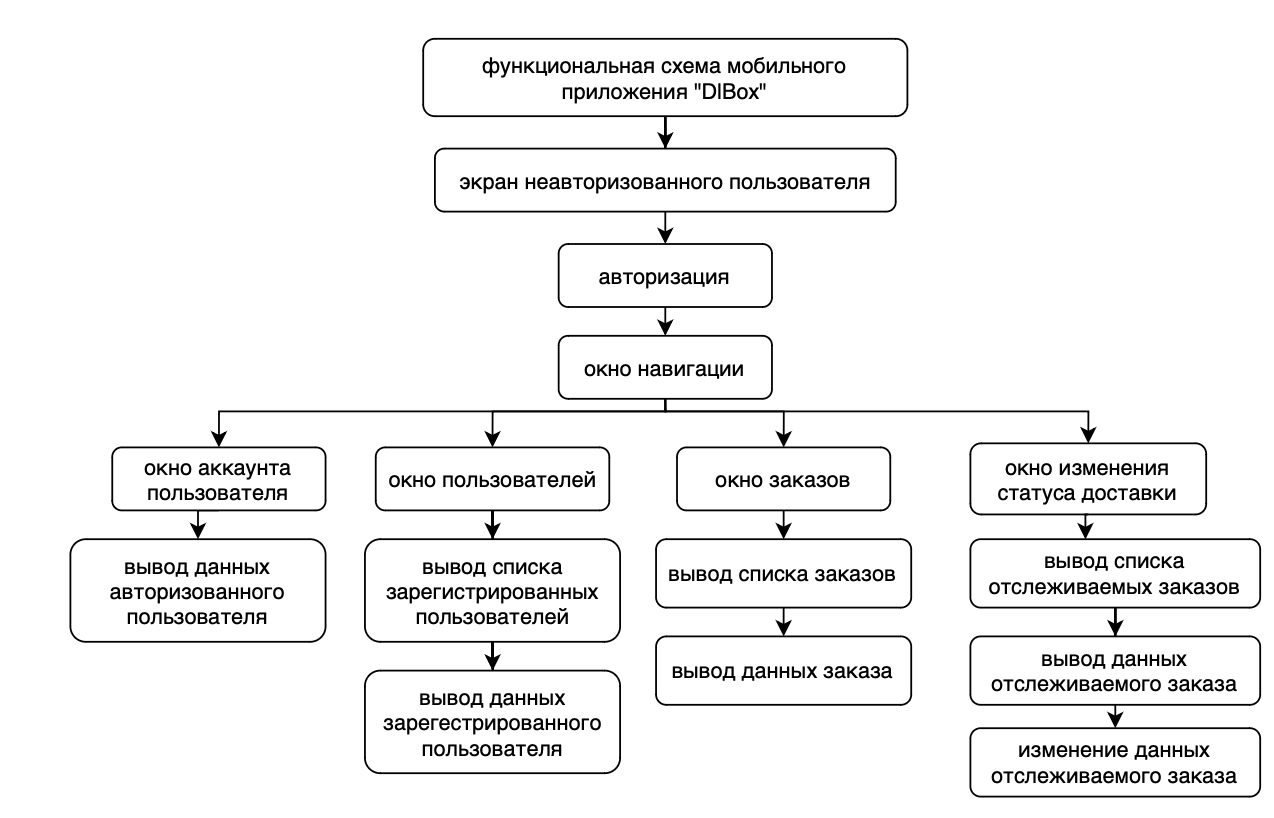 функциональная схема мобильного
приложения "DlBox"
экран неавторизованного пользователя
авторизация
окно навигации
окно аккаунта
пользователя
окно пользователей
окно заказов
окно изменения
статуса доставки
вывод данных
авторизованного
пользователя
вывод списка
зарегистрированных
пользователей
вывод списка заказов
вывод списка
отслеживаемых заказов
вывод данных
зарегестрированного
пользователя
вывод данных заказа
вывод данных
отслеживаемого заказа
изменение данных
отслеживаемого заказа